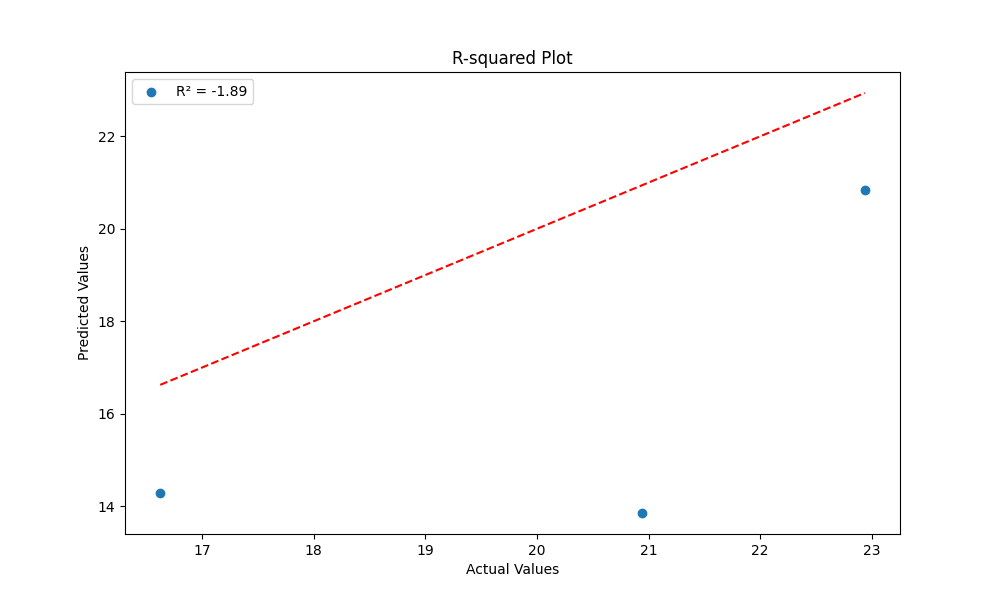 R-squared Plot
R² = -1.89
22
20
18
16
14
Predicted Values
17 18 19 20 21 22 23
Actual Values